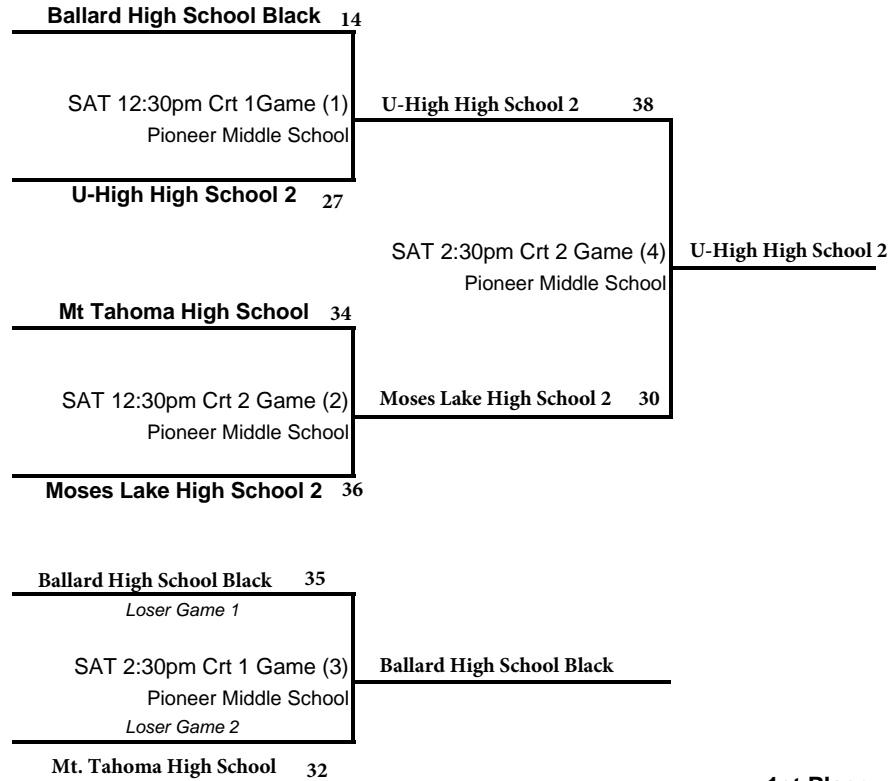 Ballard High School Black 14
SAT 12:30pm Crt 1Game (1)
Pioneer Middle School
U-High High School 2 27
U-High High School 2 38
SAT 2:30pm Crt 2 Game (4)
Pioneer Middle School
U-High High School 2
Mt Tahoma High School 34
SAT 12:30pm Crt 2 Game (2)
Pioneer Middle School
Moses Lake High School 2 36
Moses Lake High School 2 30
Ballard High School Black 35
Loser Game 1
SAT 2:30pm Crt 1 Game (3)
Pioneer Middle School
Loser Game 2
Mt. Tahoma High School 32
Ballard High School Black